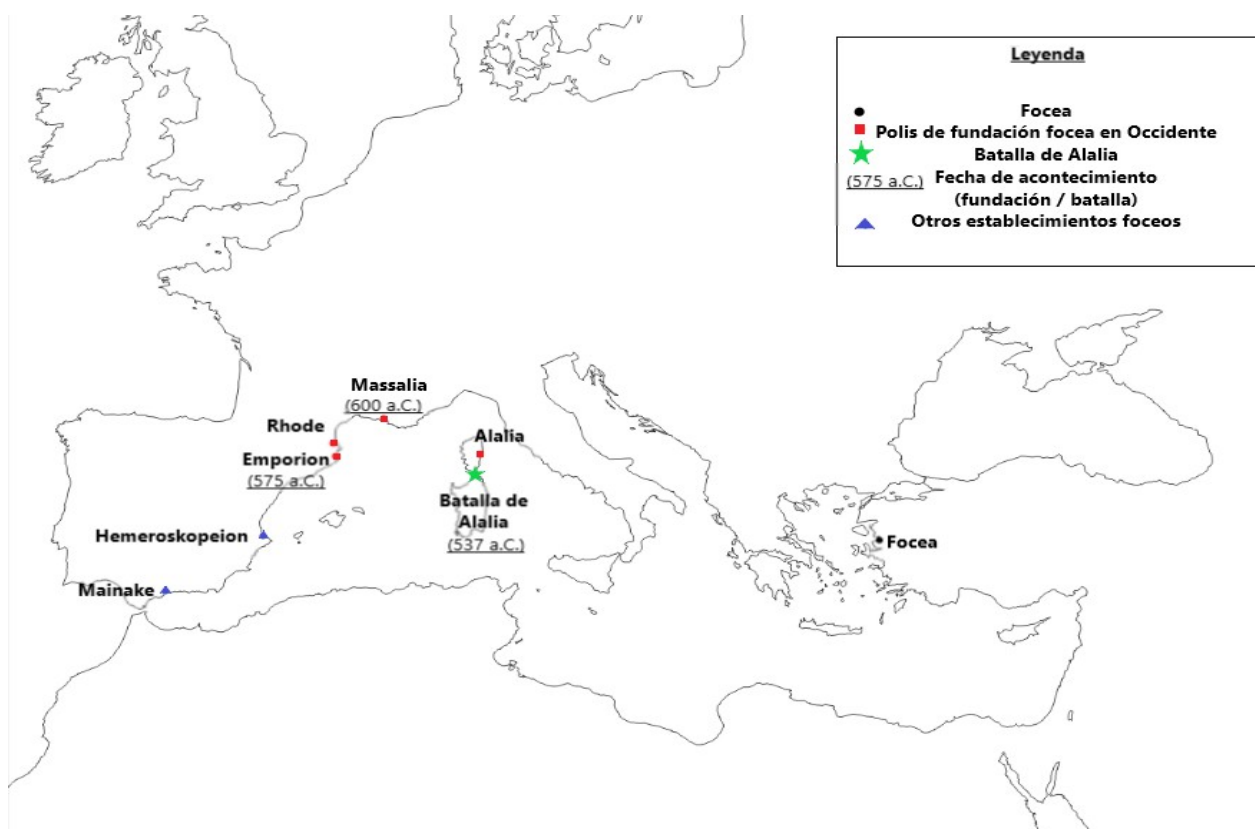 Leyenda
Focea
Polis de fundación focea en Occidente
Batalla de Alalia
(575 a.C.) Fecha de acontecimiento
(fundación / batalla)
Otros establecimientos foceos
Massalia
(600 a.C.)
Rhode
Alalia
Emporion
(575 a.C.)
Batalla de
Alalia
(537 a.C.)
Hemeroskopeion
Focea
Mainake